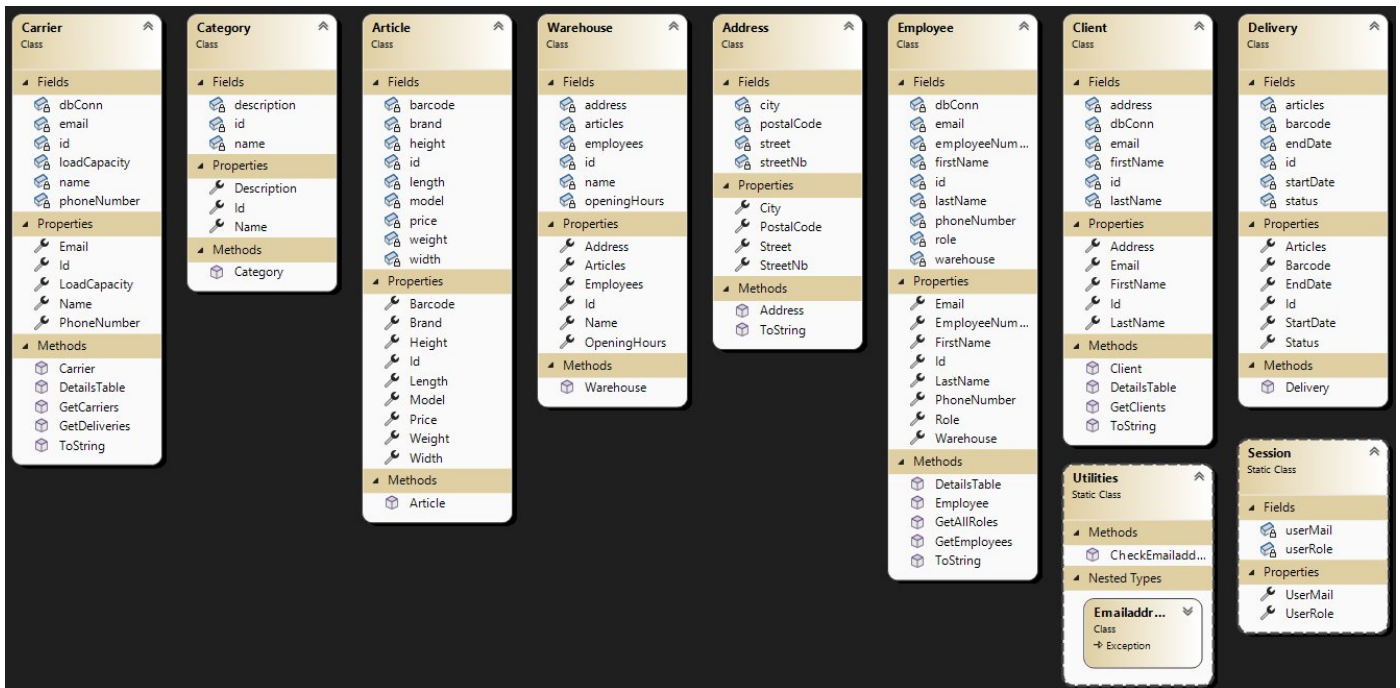 Carrier
Class
Fields
dbConn
email
id
loadCapacity
name
phoneNumber
Properties
Email
Id
LoadCapacity
Name
PhoneNumber
Methods
Carrier
DetailsTable
GetCarriers
GetDeliveries
ToString
Category
Class
Fields
description
id
name
Properties
Description
Id
Name
Methods
Category
Article
Class
Fields
barcode
brand
height
id
length
model
price
weight
width
Properties
Barcode
Brand
Height
Id
Length
Model
Price
Weight
Width
Methods
Article
Warehouse
Class
Fields
address
articles
employees
id
name
openingHours
Properties
Address
Articles
Employees
Id
Name
OpeningHours
Methods
Warehouse
Address
Class
Fields
city
postalCode
street
streetNb
Properties
City
PostalCode
Street
StreetNb
Methods
Address
ToString
Employee
Class
Fields
dbConn
email
employeeNum...
firstName
id
lastName
phoneNumber
role
warehouse
Properties
Email
EmployeeNum...
FirstName
Id
LastName
PhoneNumber
Role
Warehouse
Methods
DetailsTable
Employee
GetAllRoles
GetEmployees
ToString
Client
Class
Fields
address
dbConn
email
firstName
id
lastName
Properties
Address
Email
FirstName
Id
LastName
Methods
Client
DetailsTable
GetClients
ToString
Utilities
Static Class
Methods
CheckEmailadd...
Nested Types
Emailaddr...
Class
Exception
Delivery
Class
Fields
articles
barcode
endDate
id
startDate
status
Properties
Articles
Barcode
EndDate
Id
StartDate
Status
Methods
Delivery
Session
Static Class
Fields
userMail
userRole
Properties
UserMail
UserRole